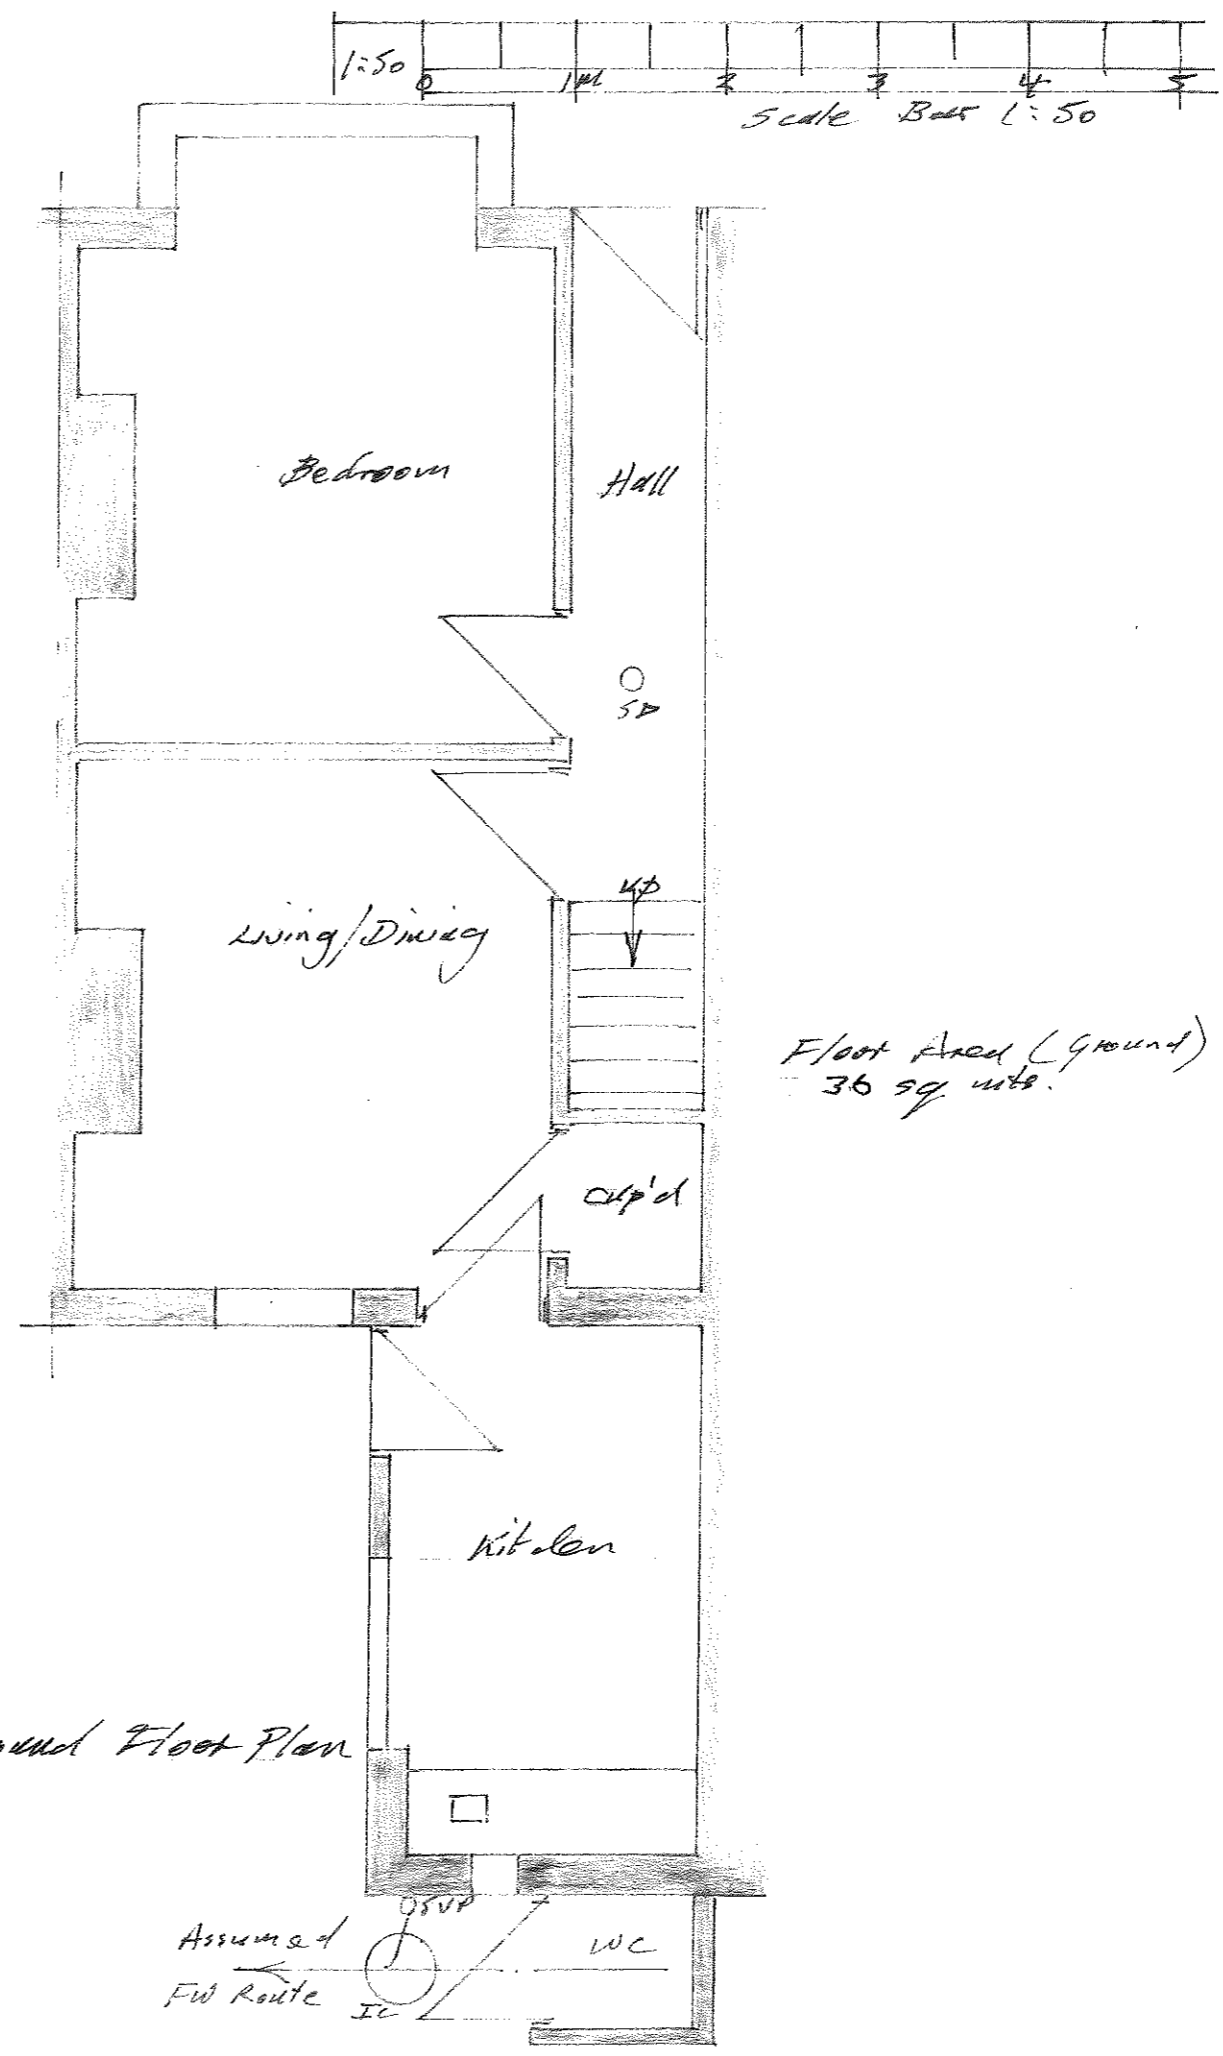 1:50
0 1M 2 3 4 5
Scale Bar 1:50
Bedroom
Hall
SD
UP
Living/Dining
Floor Area (Ground)
36 sq mts.
Cup'd
Kitchen
ound Floor Plan
SVP
Assumed
WC
FW Route
IC